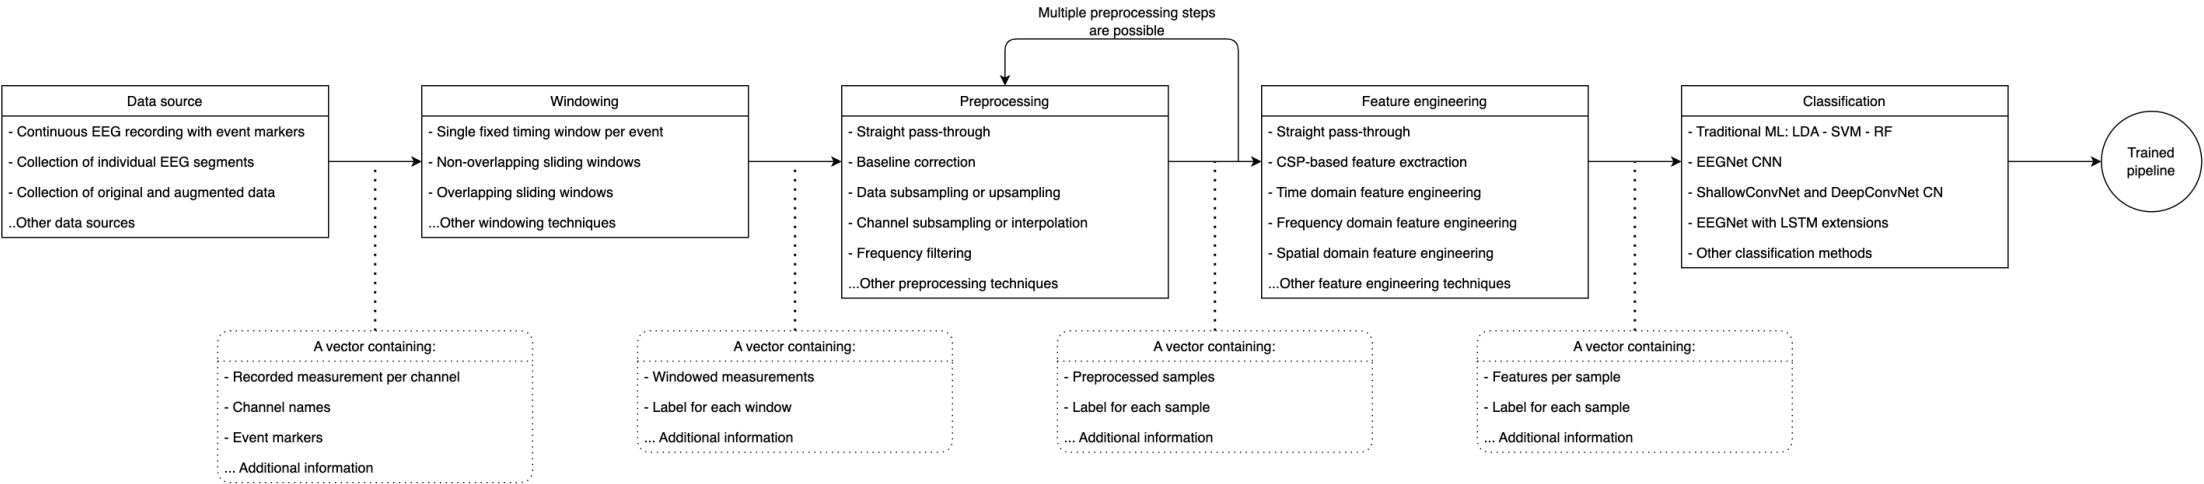 Multiple preprocessing steps
are possible
Data source
- Continuous EEG recording with event markers
- Collection of individual EEG segments
- Collection of original and augmented data
..Other data sources
Windowing
- Single fixed timing window per event
- Non-overlapping sliding windows
- Overlapping sliding windows
...Other windowing techniques
Preprocessing
- Straight pass-through
- Baseline correction
- Data subsampling or upsampling
- Channel subsampling or interpolation
- Frequency filtering
...Other preprocessing techniques
Feature engineering
- Straight pass-through
- CSP-based feature exctraction
- Time domain feature engineering
- Frequency domain feature engineering
- Spatial domain feature engineering
...Other feature engineering techniques
Classification
- Traditional ML: LDA - SVM - RF
- EEGNet CNN
- ShallowConvNet and DeepConvNet CN
- EEGNet with LSTM extensions
- Other classification methods
Trained
pipeline
A vector containing:
- Recorded measurement per channel
- Channel names
- Event markers
... Additional information
A vector containing:
- Windowed measurements
- Label for each window
... Additional information
A vector containing:
- Preprocessed samples
- Label for each sample
... Additional information
A vector containing:
- Features per sample
- Label for each sample
... Additional information